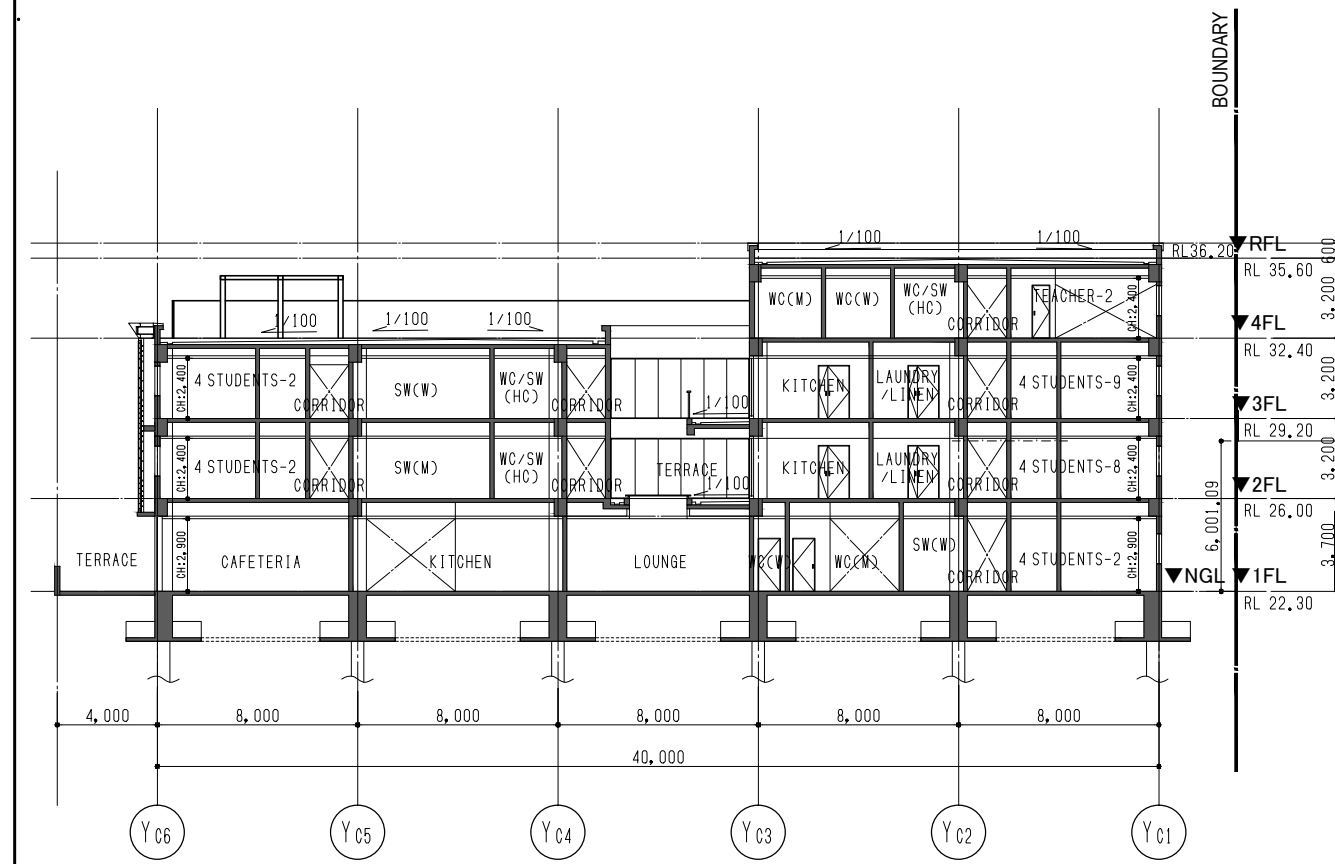 BOUNDARY
1/100
1/100
RL36.20
RFL
RL 35.60
600
WC(M)
WC(W)
WC/SW
(HC)
CORRIDOR
TEACHER-2
CH:2,400
3,200
1/100
1/100
1/100
4FL
RL 32.40
CH:2,400
4 STUDENTS-2
CORRIDOR
SW(W)
WC/SW
(HC)
CORRIDOR
1/100
KITCHEN
LAUNDRY
/LINEN
CORRIDOR
4 STUDENTS-9
CH:2,400
3,200
3FL
RL 29.20
CH:2,400
4 STUDENTS-2
CORRIDOR
SW(M)
WC/SW
(HC)
CORRIDOR
TERRACE
1/100
KITCHEN
LAUNDRY
/LINEN
CORRIDOR
4 STUDENTS-8
CH:2,400
3,200
2FL
RL 26.00
6,001.09
TERRACE
CH:2,900
CAFETERIA
KITCHEN
LOUNGE
WC(W)
WC(M)
SW(W)
CORRIDOR
4 STUDENTS-2
CH:2,900
3,700
NGL
1FL
RL 22.30
4,000
8,000
8,000
8,000
8,000
8,000
40,000
YC6
YC5
YC4
YC3
YC2
YC1